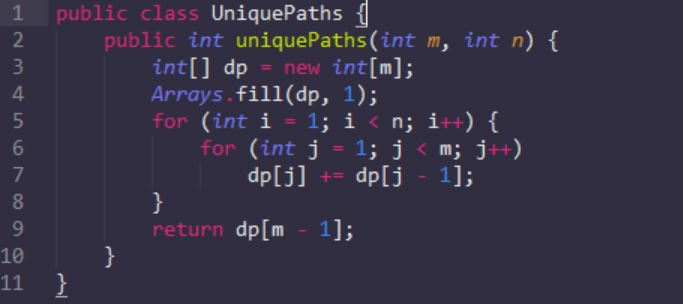 1 public class UniquePaths {
2     public int uniquePaths(int m, int n) {
3         int[] dp = new int[m];
4         Arrays.fill(dp, 1);
5         for (int i = 1; i < n; i++) {
6             for (int j = 1; j < m; j++)
7                 dp[j] += dp[j - 1];
8         }
9         return dp[m - 1];
10     }
11 }